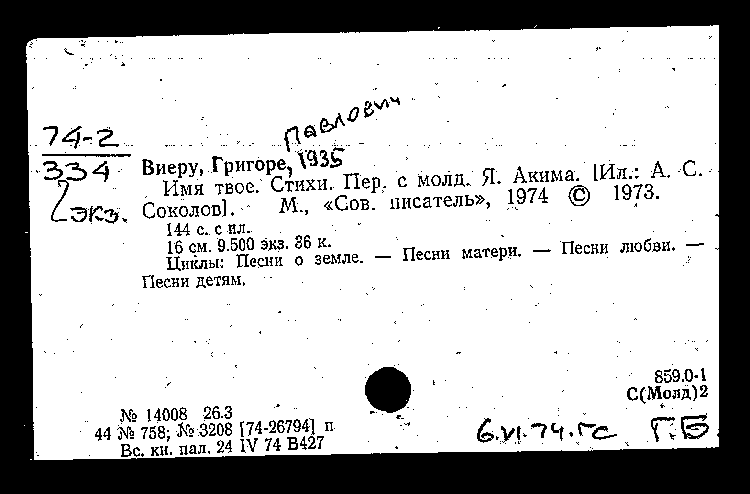 Павлович
74-2
334
2 экз.
Виеру, Григоре, 1935
Имя твое. Стихи. Пер. с молд. Я. Акима. [Ил.: А. С.
Соколов]. М., «Сов. писатель», 1974 © 1973.
144 с. с ил.
16 см. 9.500 экз. 36 к.
Циклы: Песни о земле. — Песни матери. — Песни любви. —
Песни детям.
859.0-1
С(Молд)2
№ 14008 26.3
44 № 758; № 3208 [74-26794] п
Вс. кн. пал. 24 IV 74 В427
6.VI.74.ГС Г.Б.